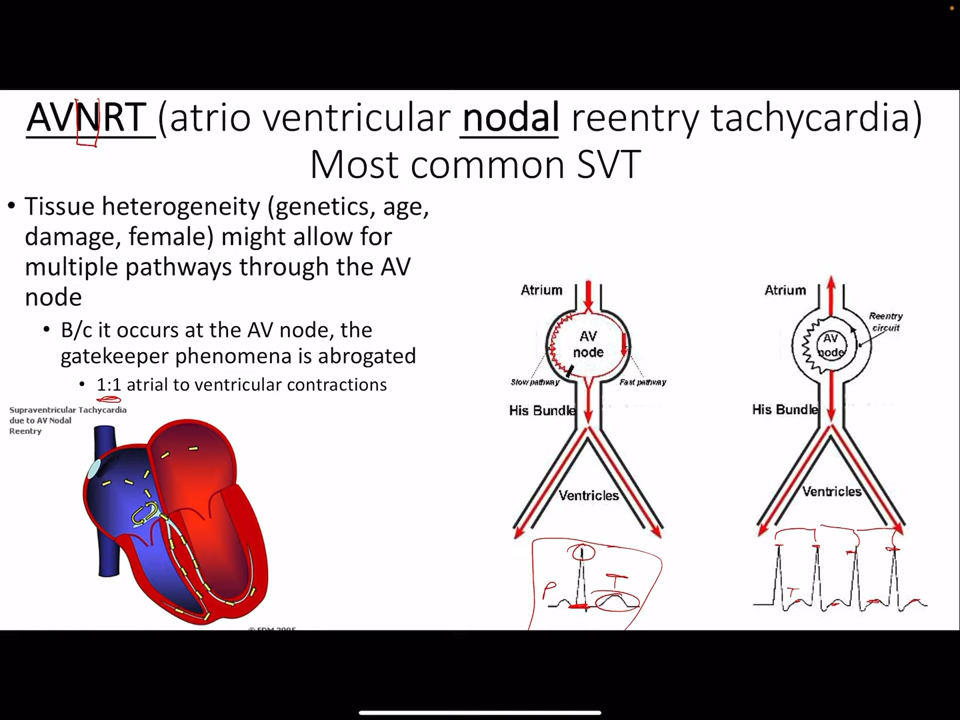 AVNRT (atrio ventricular nodal reentry tachycardia)
Most common SVT
• Tissue heterogeneity (genetics, age,
damage, female) might allow for
multiple pathways through the AV
node
• B/c it occurs at the AV node, the
gatekeeper phenomena is abrogated
• 1:1 atrial to ventricular contractions
Supraventricular Tachycardia
due to AV Nodal
Reentry
Atrium
AV
node
Slow pathway
Fast pathway
His Bundle
Ventricles
P
T
Atrium
Reentry
circuit
AV
node
His Bundle
Ventricles
T